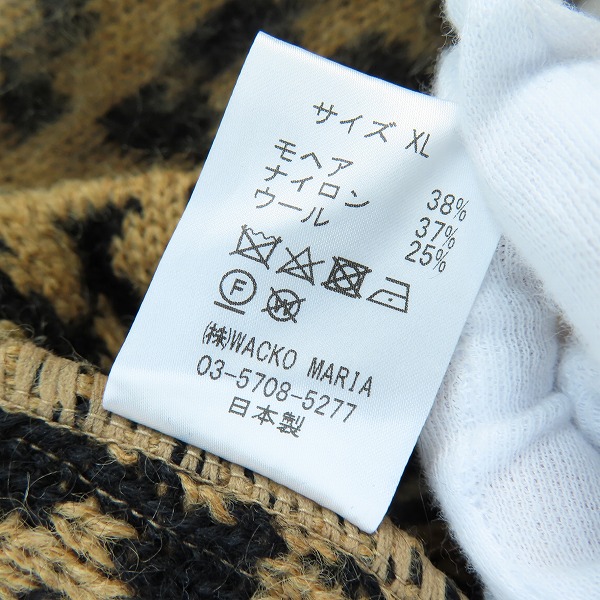 サイズ XL
モヘア 38%
ナイロン 37%
ウール 25%
F W
(株)WACKO MARIA
03-5708-5277
日本製